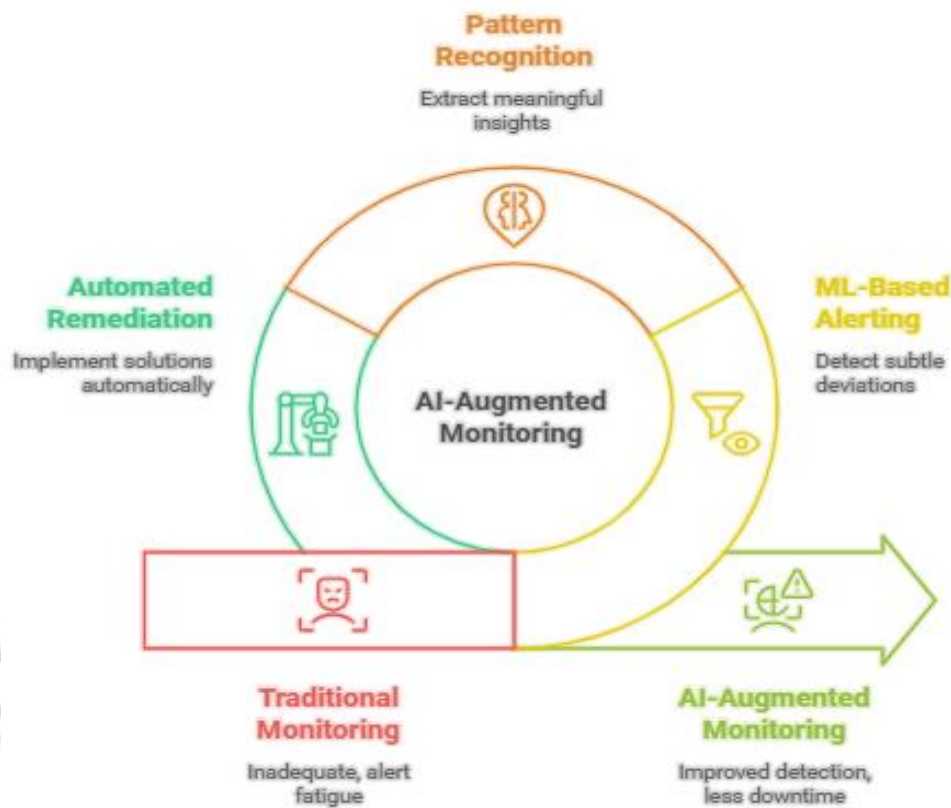 Pattern
Recognition
Extract meaningful
insights
Automated
Remediation
Implement solutions
automatically
ML-Based
Alerting
Detect subtle
deviations
AI-Augmented
Monitoring
Traditional
Monitoring
Inadequate, alert
fatigue
AI-Augmented
Monitoring
Improved detection,
less downtime